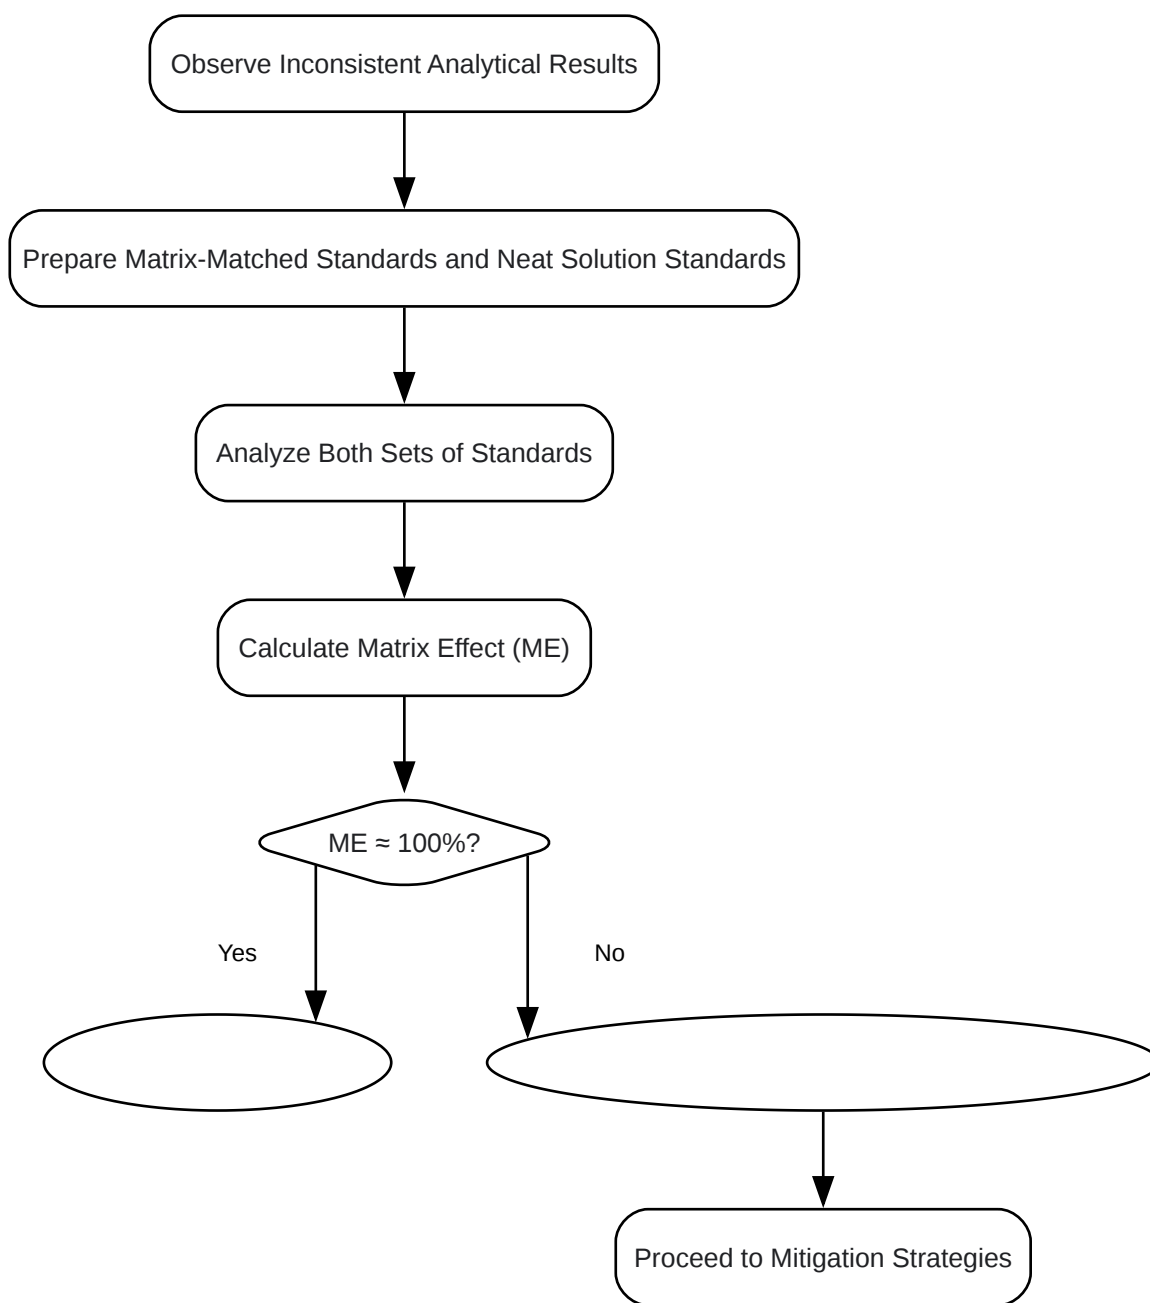 Observe Inconsistent Analytical Results
Prepare Matrix-Matched Standards and Neat Solution Standards
Analyze Both Sets of Standards
Calculate Matrix Effect (ME)
ME ≈ 100%?
Yes
No
Proceed to Mitigation Strategies